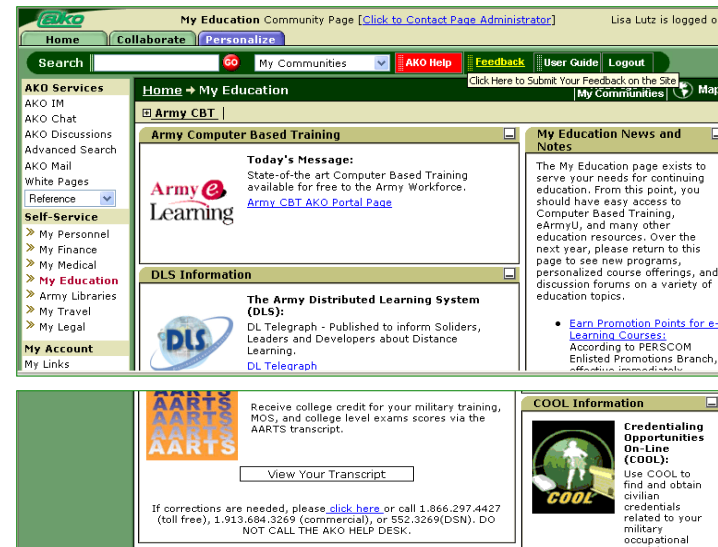 AKO
My Education Community Page [Click to Contact Page Administrator]
Lisa Lutz is logged o
Home
Collaborate
Personalize
Search
GO
My Communities
AKO Help
Feedback
User Guide
Logout
Click Here to Submit Your Feedback on the Site
My Communities
Map
Home → My Education
Army CBT
AKO Services
AKO IM
AKO Chat
AKO Discussions
Advanced Search
AKO Mail
White Pages
Reference
Self-Service
My Personnel
My Finance
My Medical
My Education
Army Libraries
My Travel
My Legal
My Account
My Links
Army Computer Based Training
Army e Learning
Today's Message:
State-of-the art Computer Based Training
available for free to the Army Workforce.
Army CBT AKO Portal Page
DLS Information
DLS
The Army Distributed Learning System
(DLS):
DL Telegraph - Published to inform Soliders,
Leaders and Developers about Distance
Learning.
DL Telegraph
My Education News and
Notes
The My Education page exists to
serve your needs for continuing
education. From this point, you
should have easy access to
Computer Based Training,
eArmyU, and many other
education resources. Over the
next year, please return to this
page to see new programs,
personalized course offerings, and
discussion forums on a variety of
education topics.
• Earn Promotion Points for e-
Learning Courses:
According to PERSCOM
Enlisted Promotions Branch,
effective immediately
AARTS
AARTS
AARTS
AARTS
Receive college credit for your military training,
MOS, and college level exams scores via the
AARTS transcript.
View Your Transcript
If corrections are needed, please click here or call 1.866.297.4427
(toll free), 1.913.684.3269 (commercial), or 552.3269(DSN). DO
NOT CALL THE AKO HELP DESK.
COOL Information
COOL
Credentialing
Opportunities
On-Line
(COOL):
Use COOL to
find and obtain
civilian
credentials
related to your
military
occupational